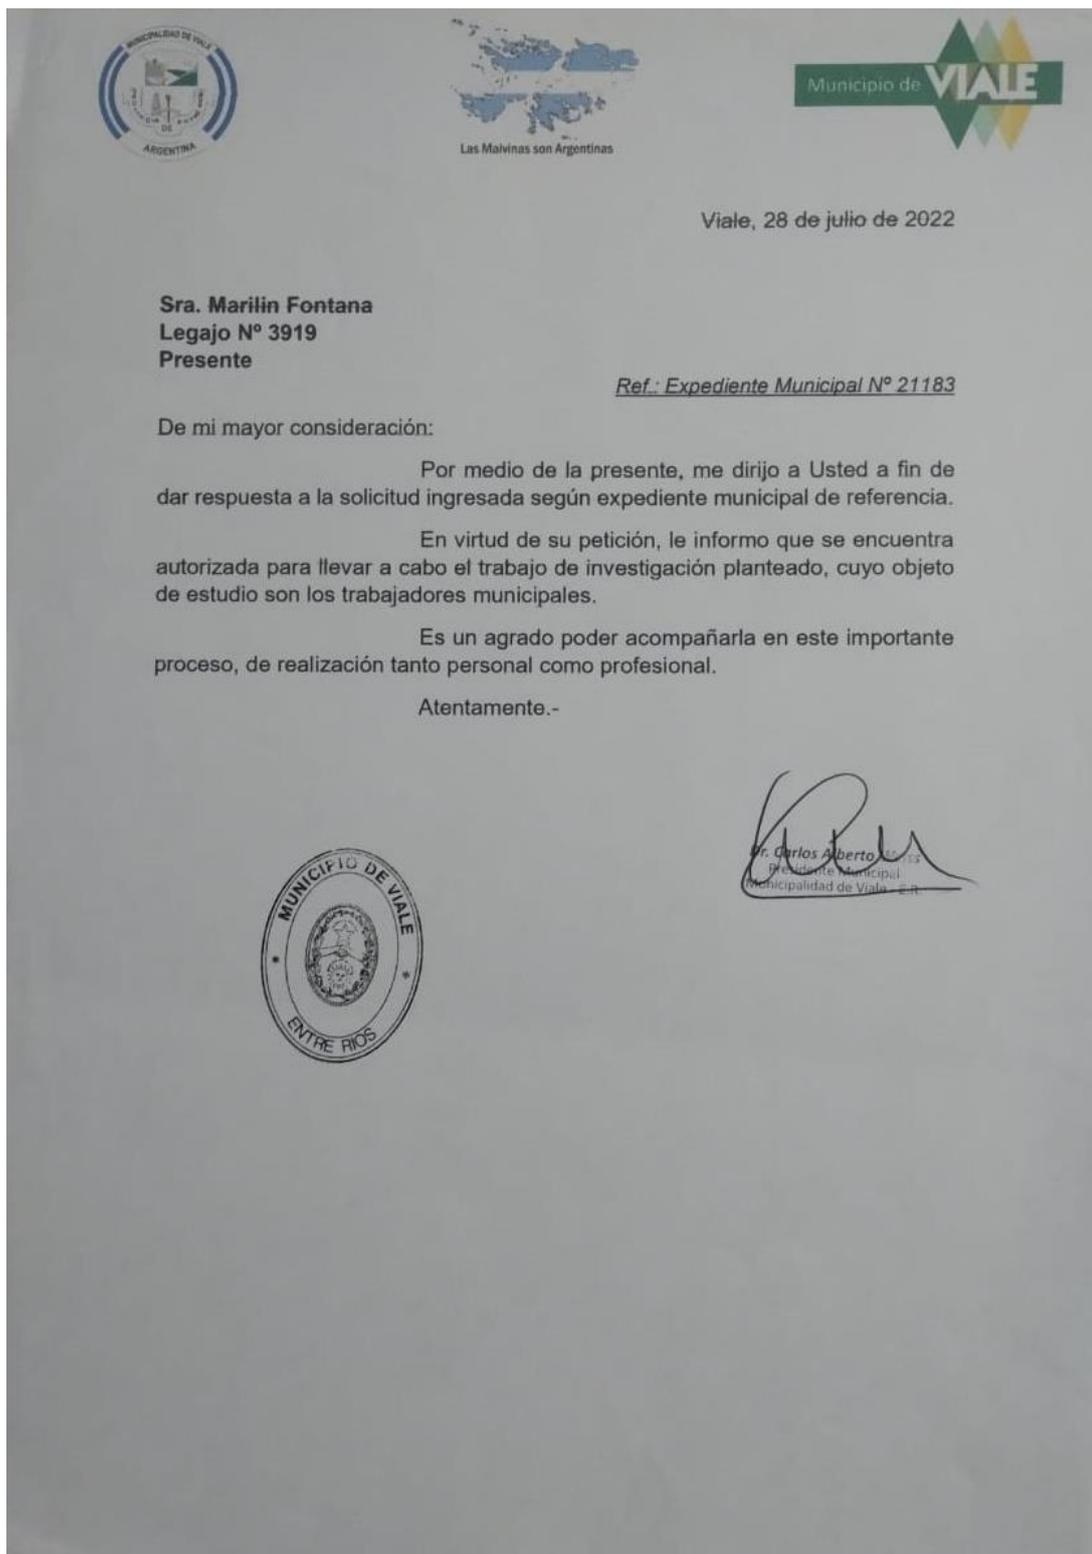 MUNICIPALIDAD DE VIALE
ARGENTINA
Las Malvinas son Argentinas
Municipio de VIALE
Viale, 28 de julio de 2022
Sra. Marilin Fontana
Legajo Nº 3919
Presente
Ref.: Expediente Municipal Nº 21183
De mi mayor consideración:
Por medio de la presente, me dirijo a Usted a fin de
dar respuesta a la solicitud ingresada según expediente municipal de referencia.
En virtud de su petición, le informo que se encuentra
autorizada para llevar a cabo el trabajo de investigación planteado, cuyo objeto
de estudio son los trabajadores municipales.
Es un agrado poder acompañarla en este importante
proceso, de realización tanto personal como profesional.
Atentamente.-
Dr. Carlos Alberto
Presidente Municipal
Municipalidad de Viale - E.R.
MUNICIPIO DE VIALE
ENTRE RIOS